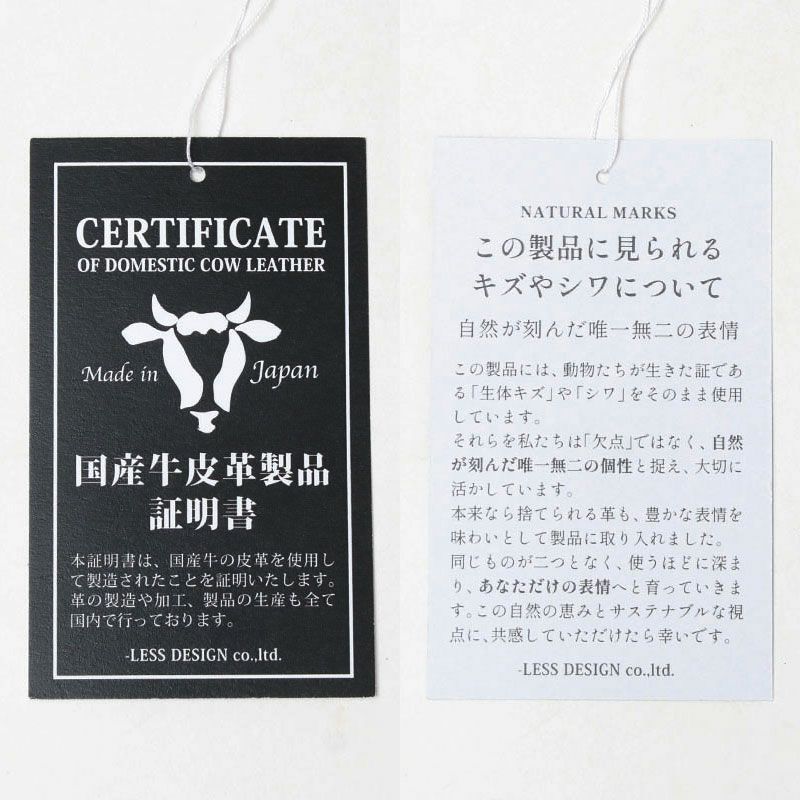 CERTIFICATE
OF DOMESTIC COW LEATHER
Made in Japan
国産牛皮革製品
証明書
本証明書は、国産牛の皮革を使用し
て製造されたことを証明いたします。
革の製造や加工、製品の生産も全て
国内で行っております。
-LESS DESIGN co.,ltd.
NATURAL MARKS
この製品に見られる
キズやシワについて
自然が刻んだ唯一無二の表情
この製品には、動物たちが生きた証であ
る「生体キズ」や「シワ」をそのまま使用
しています。
それらを私たちは「欠点」ではなく、自然
が刻んだ唯一無二の個性と捉え、大切に
活かしています。
本来なら捨てられる革も、豊かな表情を
味わいとして製品に取り入れました。
同じものが二つとなく、使うほどに深ま
り、あなただけの表情へと育っていきま
す。この自然の恵みとサステナブルな視
点に、共感していただけたら幸いです。
-LESS DESIGN co.,ltd.